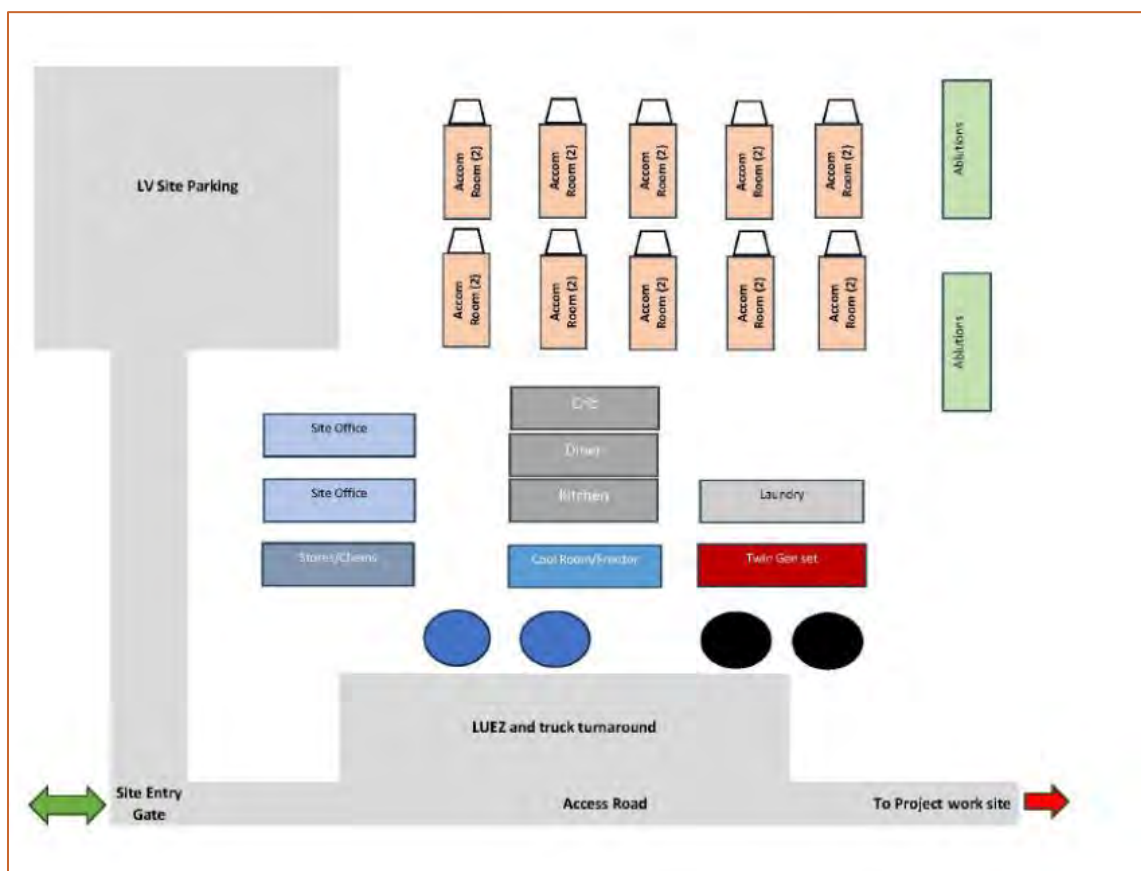 LV Site Parking
Accom
Room (2)
Accom
Room (2)
Accom
Room (2)
Accom
Room (2)
Accom
Room (2)
Ablutions
Accom
Room (2)
Accom
Room (2)
Accom
Room (2)
Accom
Room (2)
Accom
Room (2)
Ablutions
Site Office
Diner
Site Office
Kitchen
Laundry
Stores/Chems
Cool Room/Freezer
Twin Gen set
LUEZ and truck turnaround
Site Entry
Gate
Access Road
To Project work site